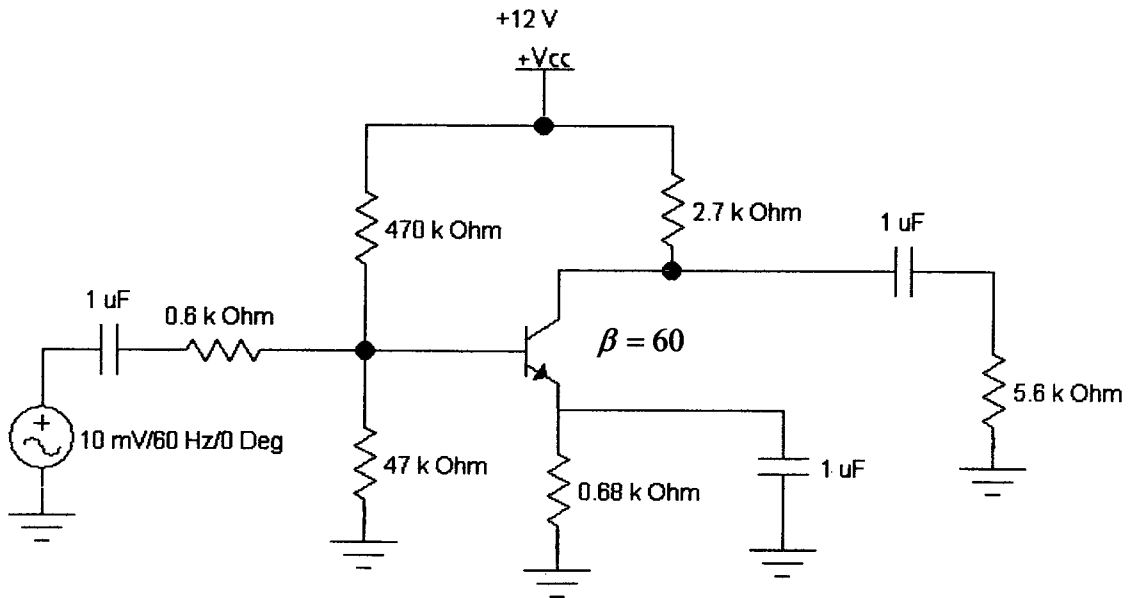 +12 V
+Vcc
470 k Ohm
2.7 k Ohm
1 uF
1 uF
0.6 k Ohm
β = 60
+
10 mV/60 Hz/0 Deg
47 k Ohm
0.68 k Ohm
1 uF
5.6 k Ohm